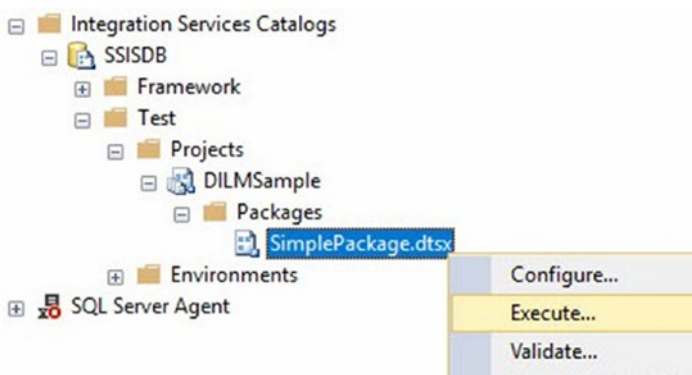 Integration Services Catalogs
SSISDB
Framework
Test
Projects
DILMSample
Packages
SimplePackage.dtsx
Environments
Configure...
SQL Server Agent
Execute...
Validate...